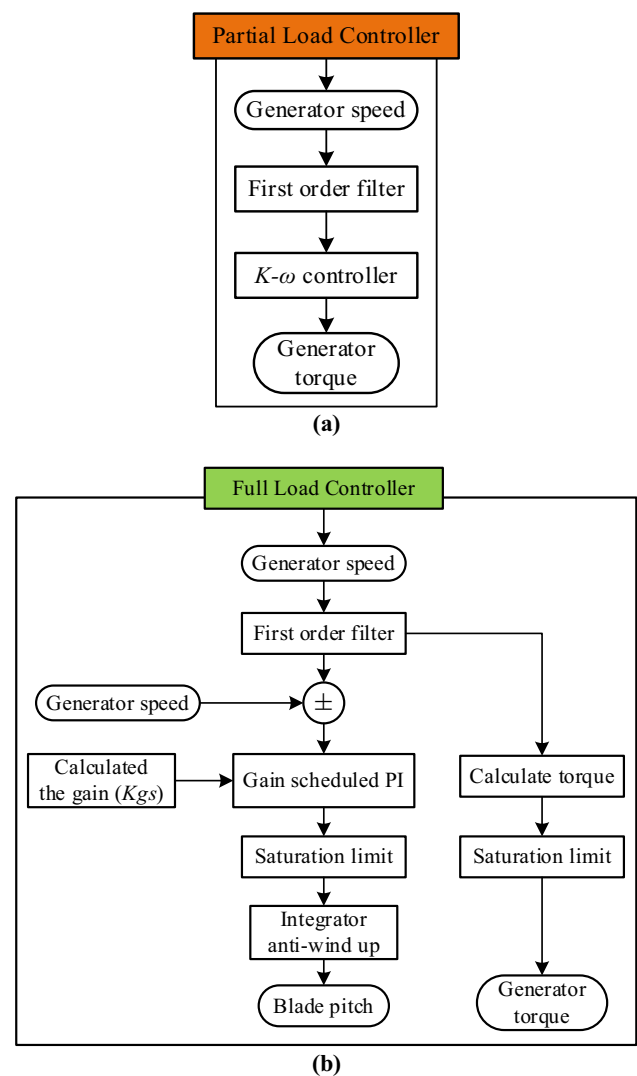 Partial Load Controller
Generator speed
First order filter
K-ω controller
Generator
torque
(a)
Full Load Controller
Generator speed
First order filter
Generator speed
±
Calculated
the gain (Kgs)
Gain scheduled PI
Calculate torque
Saturation limit
Saturation limit
Integrator
anti-wind up
Blade pitch
Generator
torque
(b)